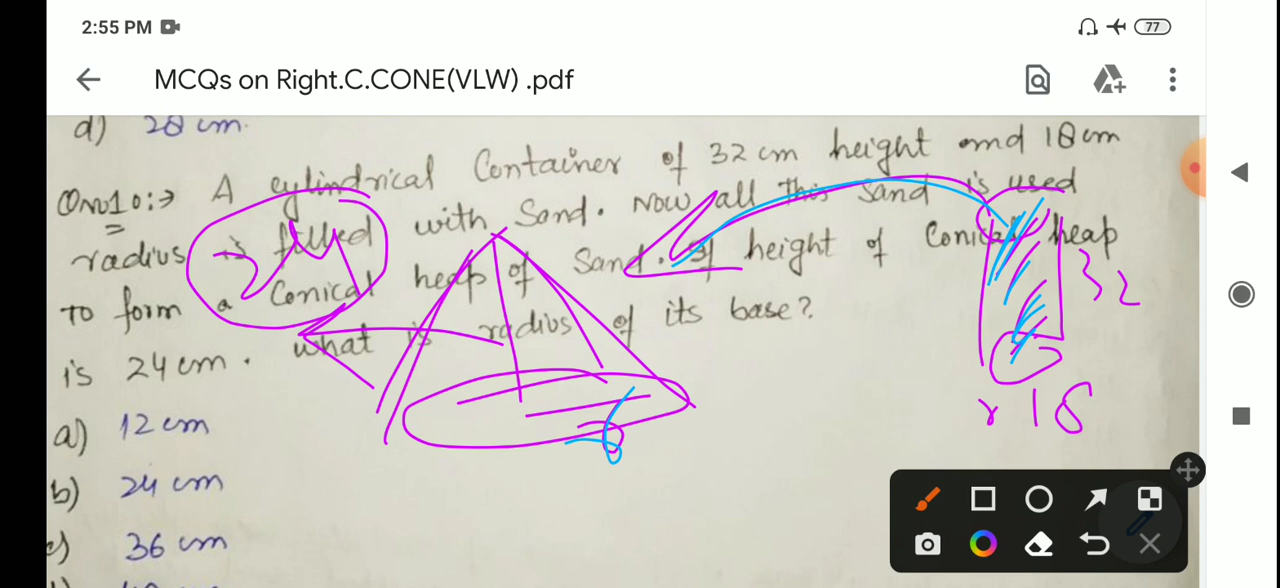 2:55 PM 77
MCQs on Right.C.CONE(VLW) .pdf
d) 28 cm.
Qno10:→ A cylindrical Container of 32 cm height and 18 cm
radius is filled with Sand. Now all this sand is used
To form a Conical heap of Sand. If height of Conical heap
is 24 cm. what is radius of its base?
a) 12 cm
b) 24 cm
c) 36 cm
24
32
r 18